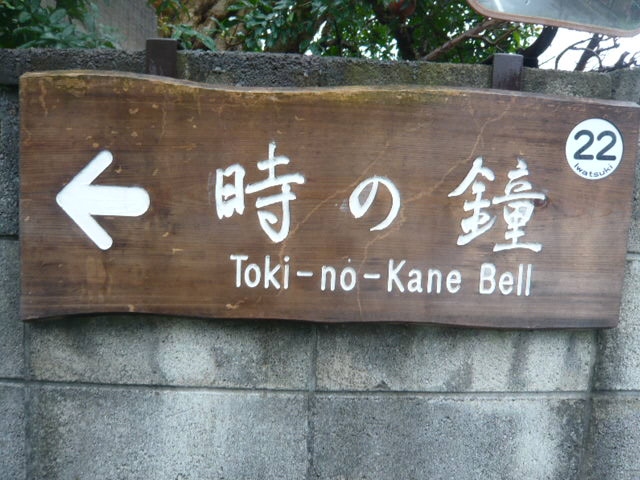 時の鐘
Toki-no-Kane Bell
22
iwatsuki